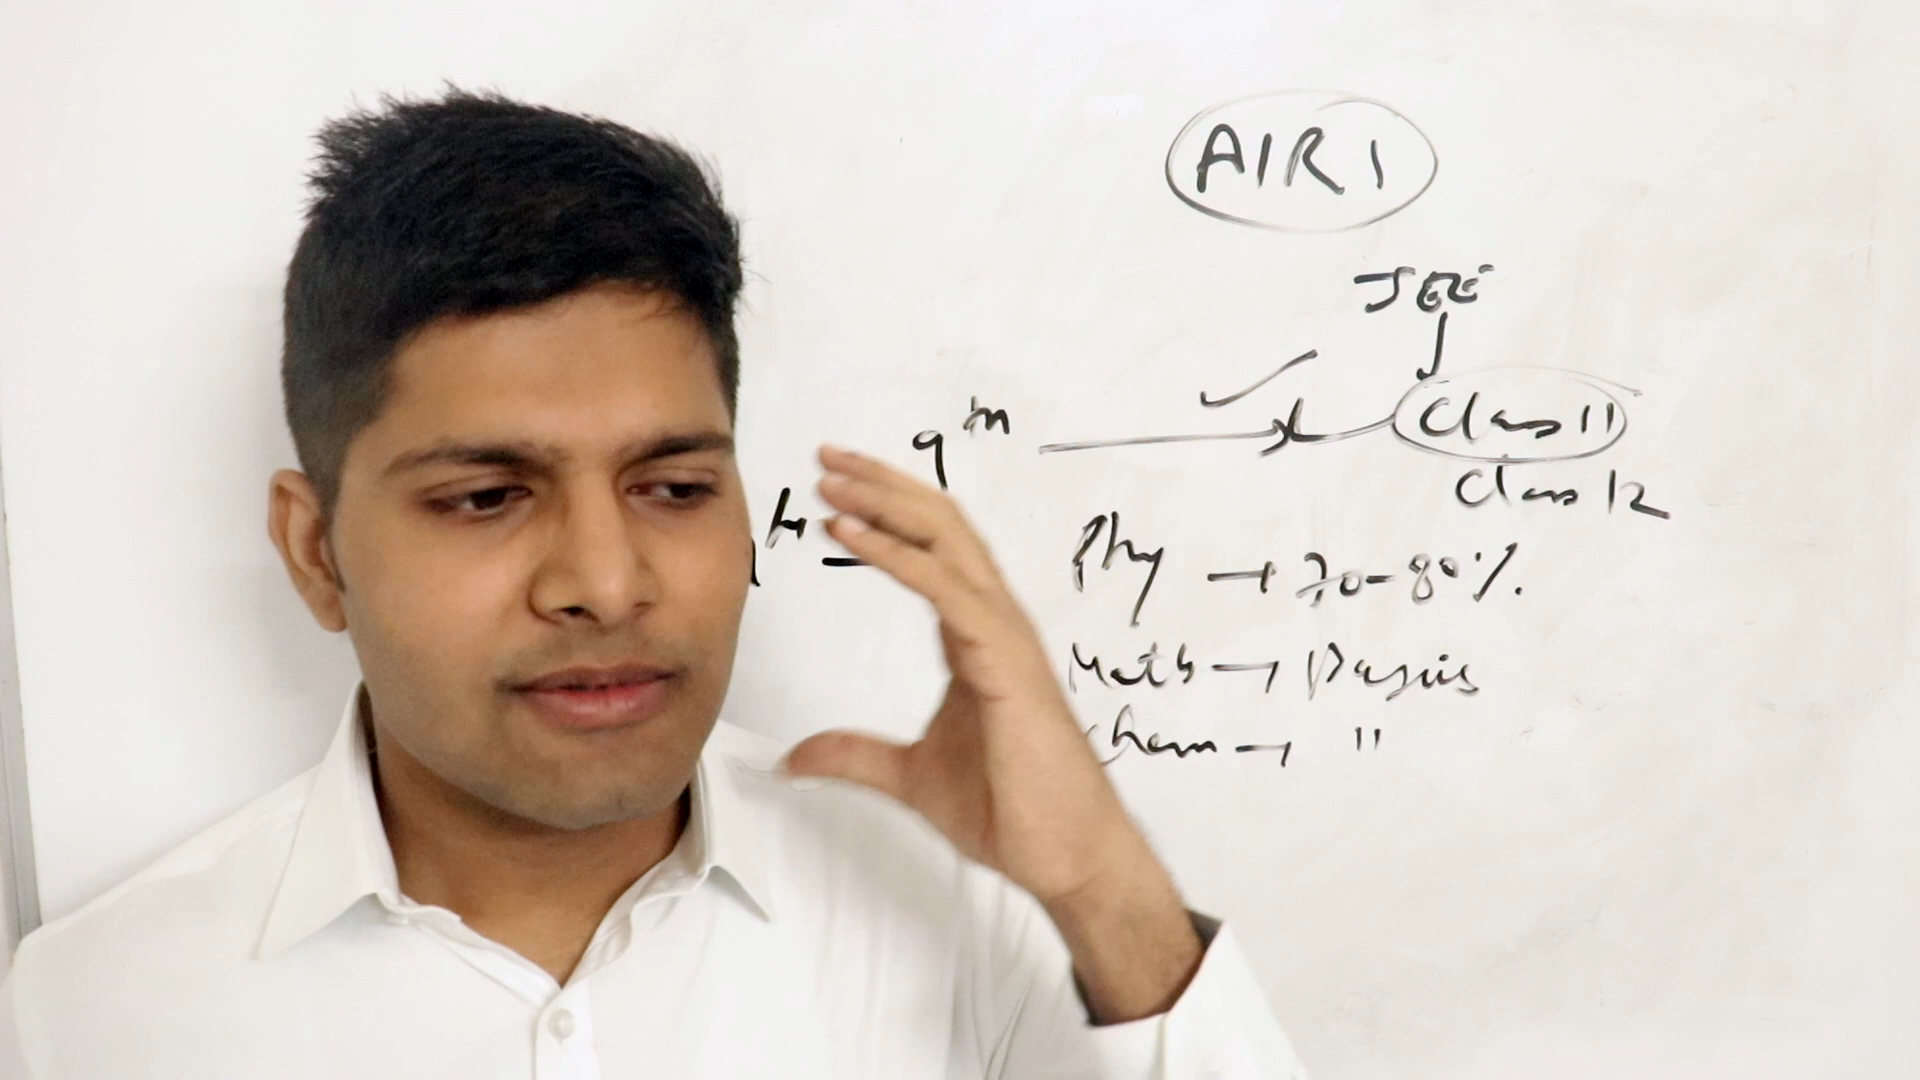 AIR 1
JEE
9th
Class 11
Class 12
Phy → 70-80%.
Math → Basics
Chem → "